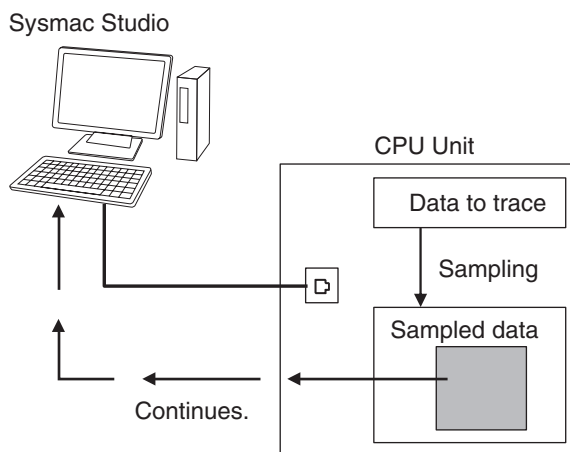 Sysmac Studio
CPU Unit
Data to trace
Sampling
Sampled data
Continues.